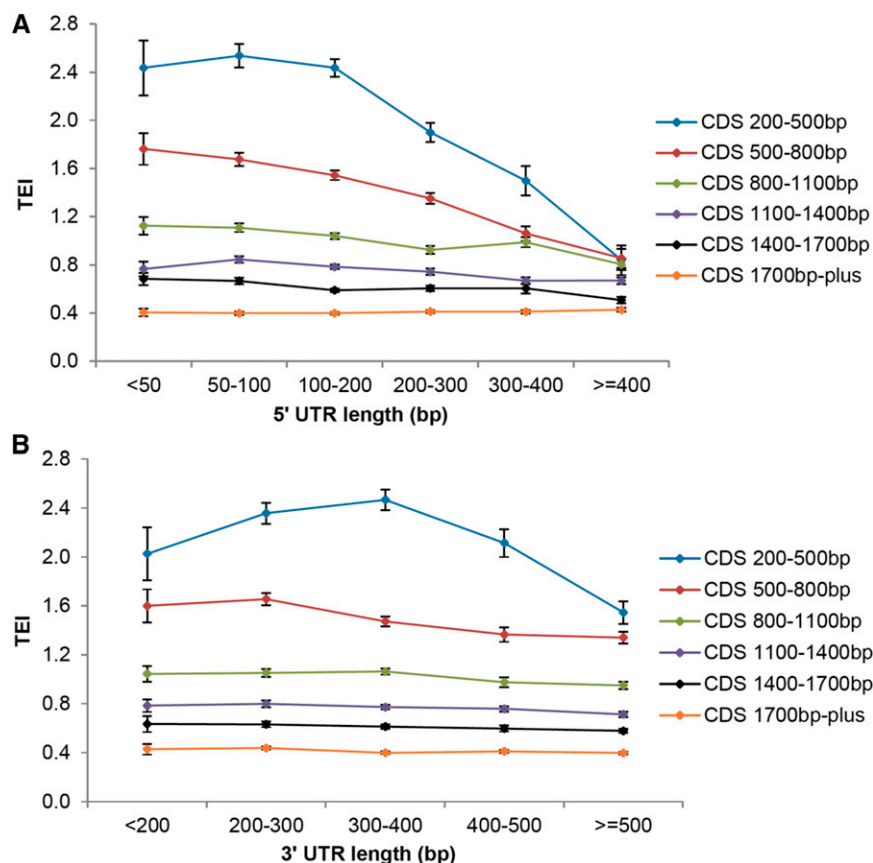 A
2.8
2.4
2.0
1.6
1.2
0.8
0.4
0.0
TEI
<50 50-100 100-200 200-300 300-400 >=400
5' UTR length (bp)
CDS 200-500bp
CDS 500-800bp
CDS 800-1100bp
CDS 1100-1400bp
CDS 1400-1700bp
CDS 1700bp-plus
B
2.8
2.4
2.0
1.6
1.2
0.8
0.4
0.0
TEI
<200 200-300 300-400 400-500 >=500
3' UTR length (bp)
CDS 200-500bp
CDS 500-800bp
CDS 800-1100bp
CDS 1100-1400bp
CDS 1400-1700bp
CDS 1700bp-plus